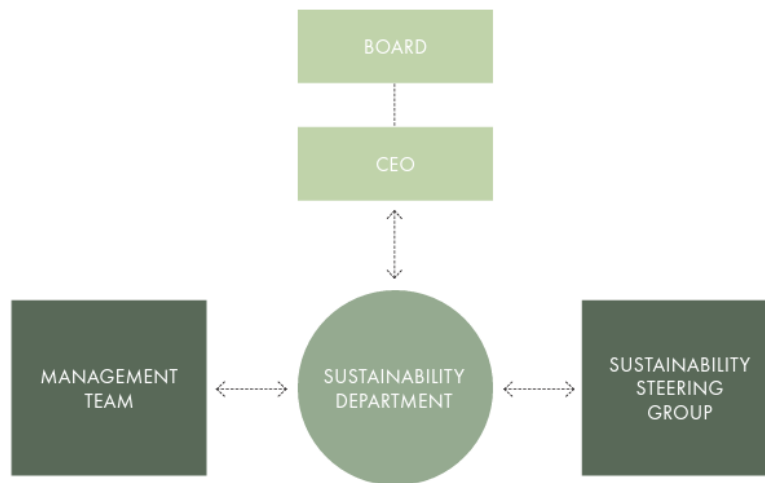 BOARD
CEO
MANAGEMENT
TEAM
SUSTAINABILITY
DEPARTMENT
SUSTAINABILITY
STEERING
GROUP